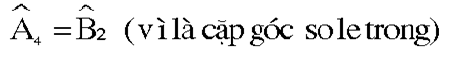 Â₄ = B̂₂ (vì là cặp góc so le trong)